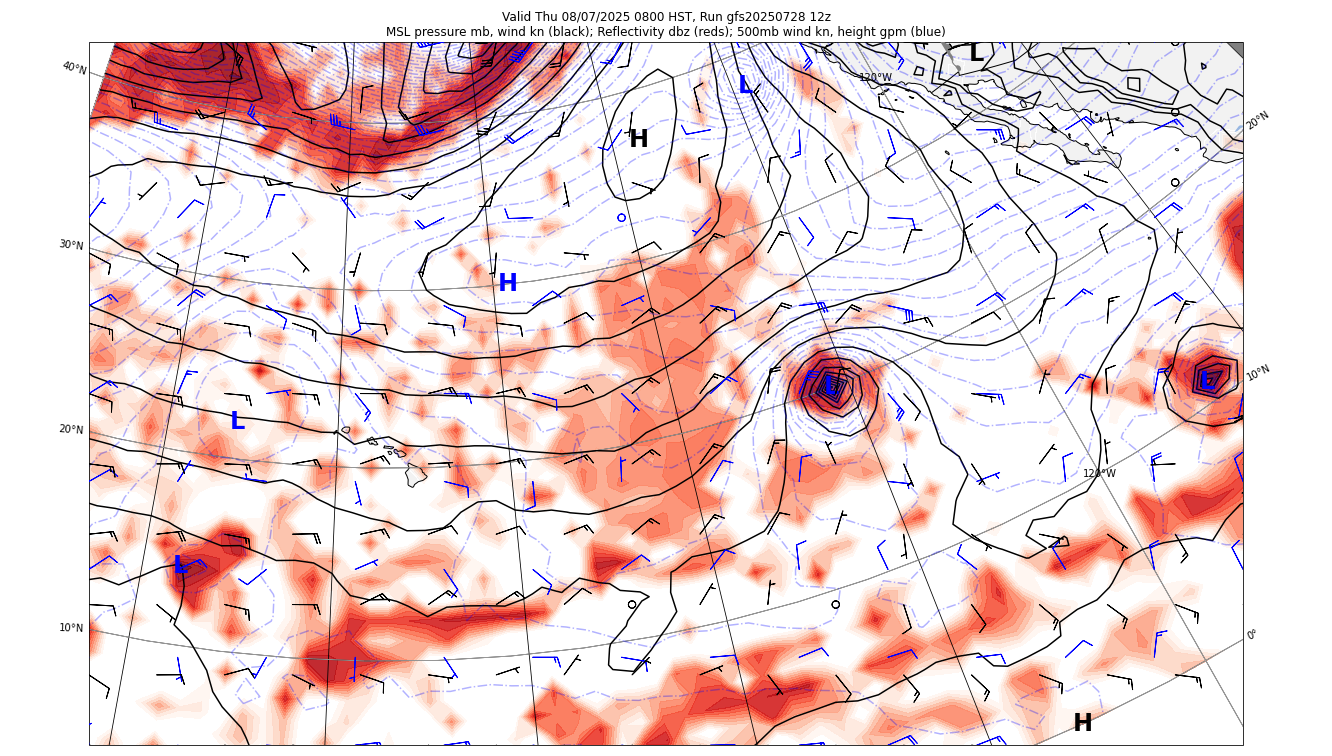 Valid Thu 08/07/2025 0800 HST, Run gfs20250728 12z
MSL pressure mb, wind kn (black); Reflectivity dbz (reds); 500mb wind kn, height gpm (blue)
L
40°N
L
120°W
20°N
H
30°N
H
L
L
10°N
L
20°N
120°W
L
10°N
0°
H